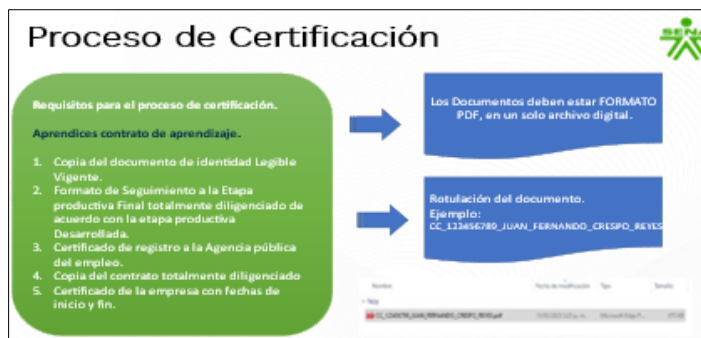 Proceso de Certificación
SENA
Requisitos para el proceso de certificación.
Aprendices contrato de aprendizaje.
1. Copia del documento de identidad Legible
Vigente.
2. Formato de Seguimiento a la Etapa
productiva Final totalmente diligenciado de
acuerdo con la etapa productiva
Desarrollada.
3. Certificado de registro a la Agencia pública
del empleo.
4. Copia del contrato totalmente diligenciado
5. Certificado de la empresa con fechas de
inicio y fin.
Los Documentos deben estar FORMATO
PDF, en un solo archivo digital.
Rotulación del documento.
Ejemplo:
CC_123456789_JUAN_FERNANDO_CRESPO_REYES
Nombre Fecha de modificación Tipo Tamaño